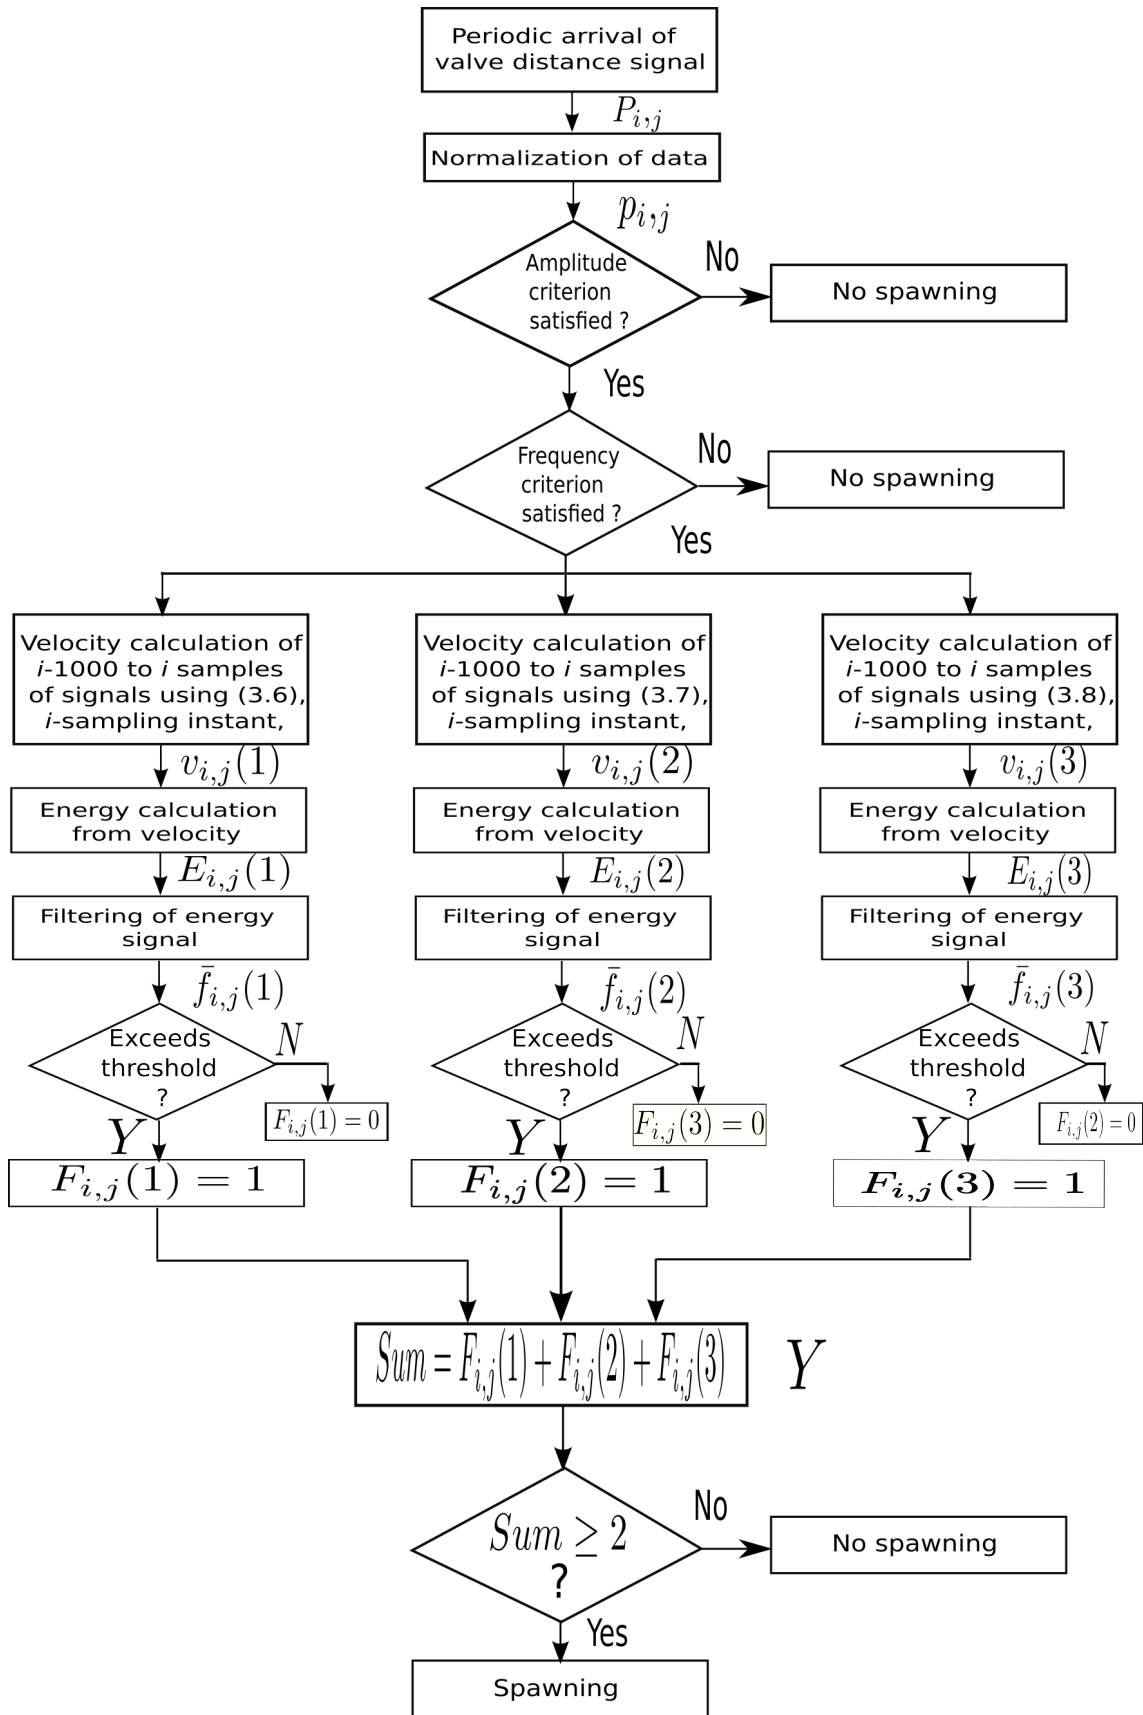 Periodic arrival of
valve distance signal
P_{i,j}
Normalization of data
p_{i,j}
Amplitude
criterion
satisfied ?
No
No spawning
Yes
Frequency
criterion
satisfied ?
No
No spawning
Yes
Velocity calculation of
i-1000 to i samples
of signals using (3.6),
i-sampling instant,
v_{i,j}(1)
Energy calculation
from velocity
E_{i,j}(1)
Filtering of energy
signal
\bar{f}_{i,j}(1)
Exceeds
threshold
?
N
F_{i,j}(1) = 0
Y
F_{i,j}(1) = 1
Velocity calculation of
i-1000 to i samples
of signals using (3.7),
i-sampling instant,
v_{i,j}(2)
Energy calculation
from velocity
E_{i,j}(2)
Filtering of energy
signal
\bar{f}_{i,j}(2)
Exceeds
threshold
?
N
F_{i,j}(3) = 0
Y
F_{i,j}(2) = 1
Velocity calculation of
i-1000 to i samples
of signals using (3.8),
i-sampling instant,
v_{i,j}(3)
Energy calculation
from velocity
E_{i,j}(3)
Filtering of energy
signal
\bar{f}_{i,j}(3)
Exceeds
threshold
?
N
F_{i,j}(2) = 0
Y
F_{i,j}(3) = 1
Sum = F_{i,j}(1) + F_{i,j}(2) + F_{i,j}(3)
Y
Sum ≥ 2
?
No
No spawning
Yes
Spawning